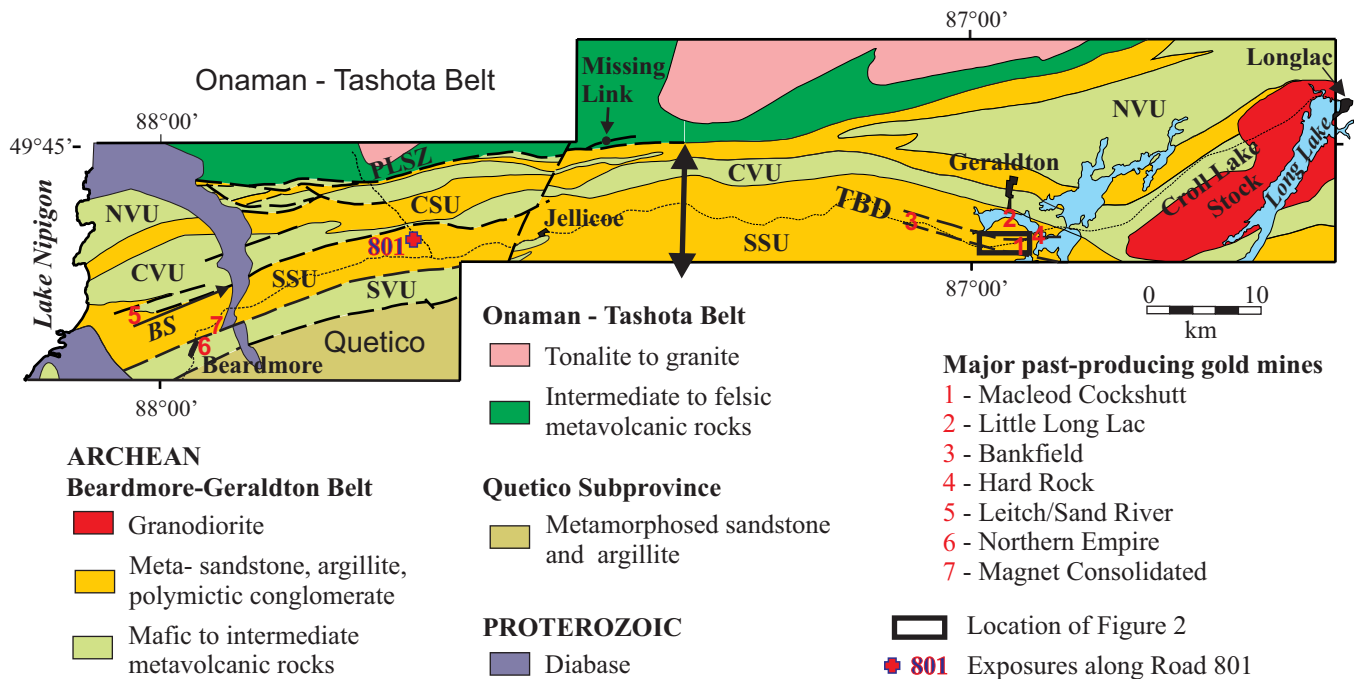 87°00’
Onaman - Tashota Belt
Missing
Link
Longlac
88°00’
49°45’
PLSZ
NVU
Geraldton
CVU
Croll Lake
Stock
Long Lake
NVU
CSU
TBD
Jellicoe
3
2
4
1
801
SSU
Lake Nipigon
CVU
SSU
SVU
87°00’
5
BS
7
6
Beardmore
Quetico
88°00’
0 10
km
Onaman - Tashota Belt
Tonalite to granite
Intermediate to felsic
metavolcanic rocks
Major past-producing gold mines
1 - Macleod Cockshutt
2 - Little Long Lac
3 - Bankfield
4 - Hard Rock
5 - Leitch/Sand River
6 - Northern Empire
7 - Magnet Consolidated
ARCHEAN
Beardmore-Geraldton Belt
Granodiorite
Meta- sandstone, argillite,
polymictic conglomerate
Mafic to intermediate
metavolcanic rocks
Quetico Subprovince
Metamorphosed sandstone
and argillite
PROTEROZOIC
Diabase
Location of Figure 2
801 Exposures along Road 801